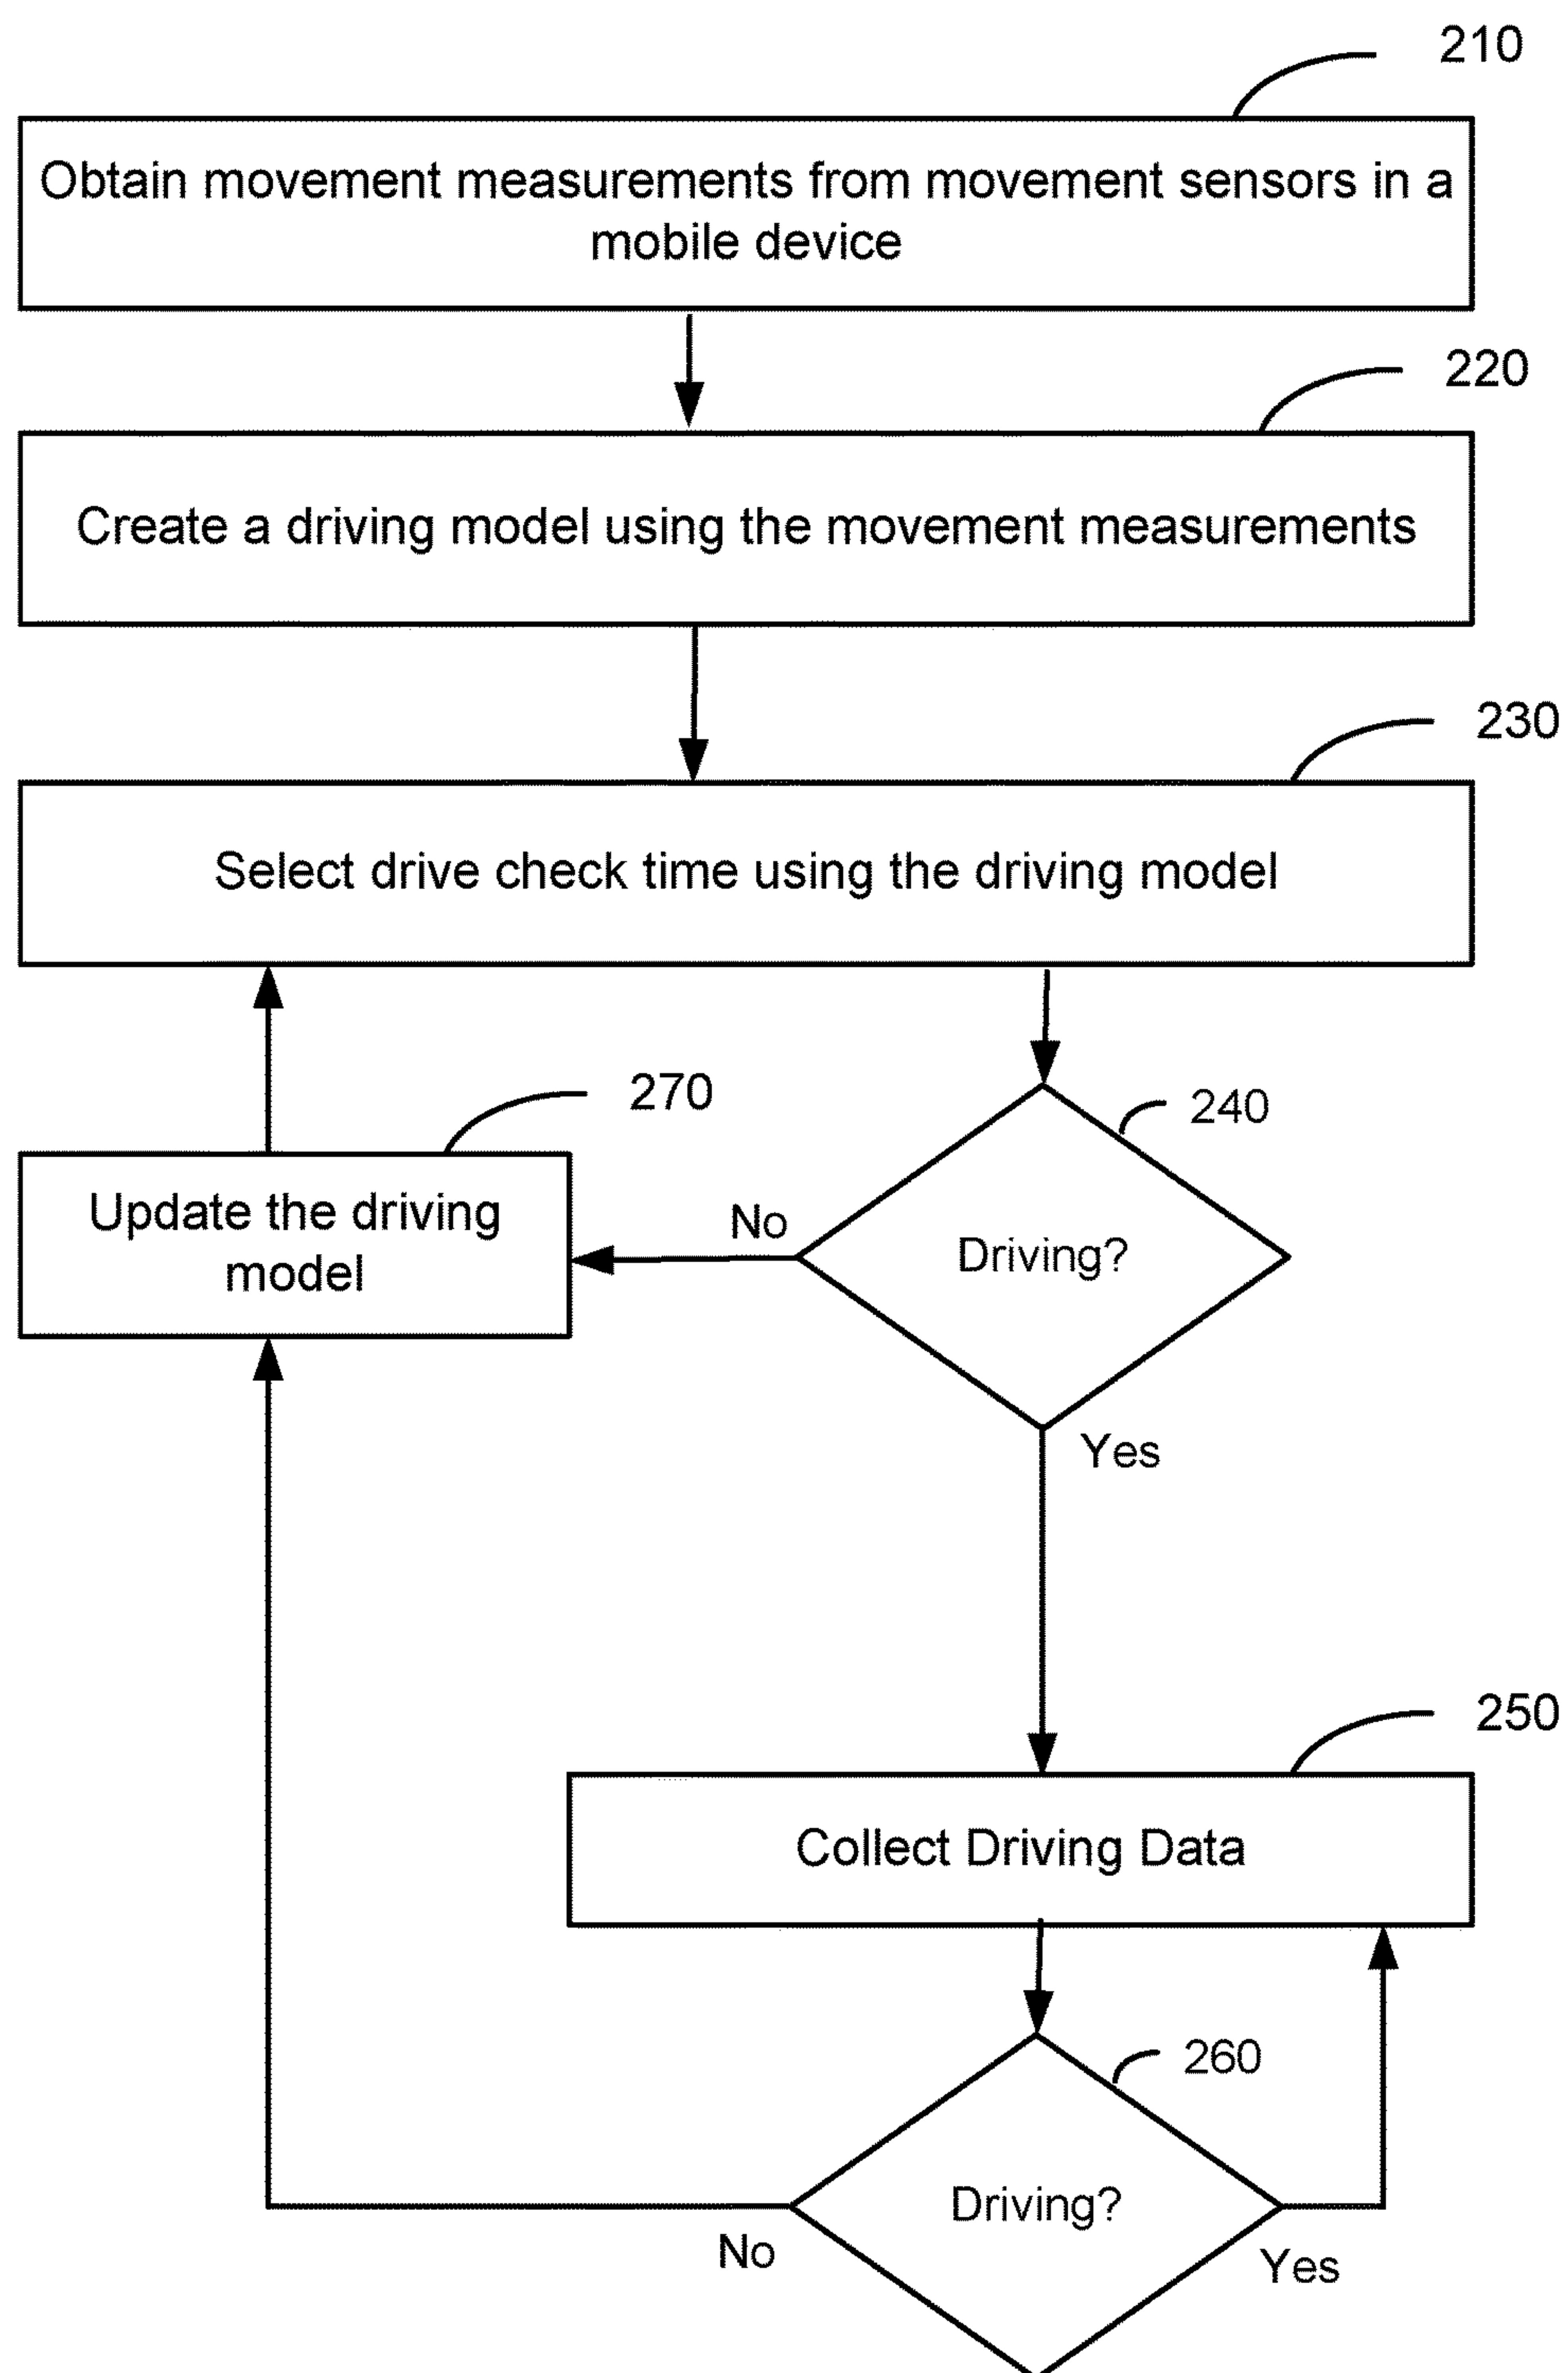 210
Obtain movement measurements from movement sensors in a
mobile device
220
Create a driving model using the movement measurements
230
Select drive check time using the driving model
270
240
Update the driving
model
No
Driving?
Yes
250
Collect Driving Data
260
Driving?
No
Yes